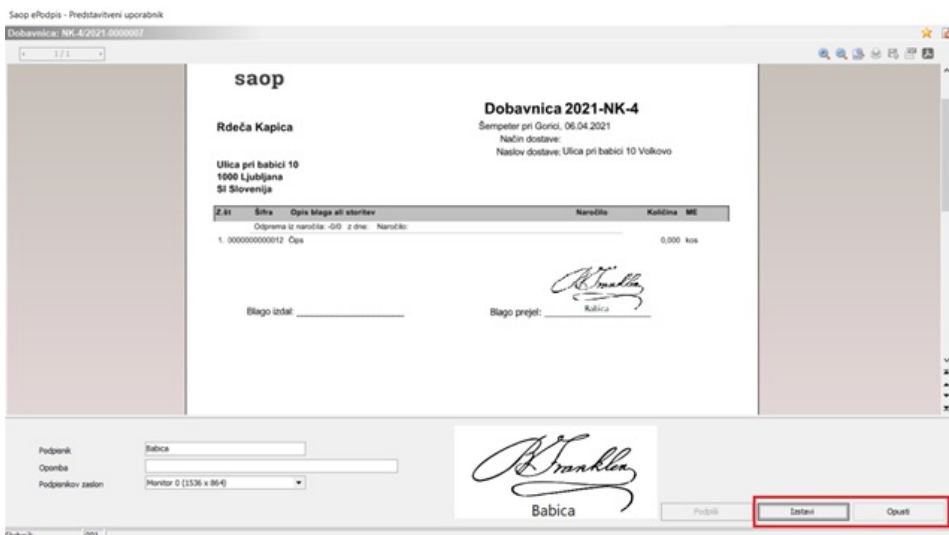 Saop ePodpis - Predstavitveni uporabnik
Dobavnica: NK-4/2021-0000007
1/1
saop
Dobavnica 2021-NK-4
Rdeča Kapica
Šempeter pri Gorici, 06.04.2021
Način dostave:
Naslov dostave: Ulica pri babici 10 Volkovo
Ulica pri babici 10
1000 Ljubljana
SI Slovenija
Z.št Šifra Opis blaga ali storitev Naročilo Količina ME
Odprema iz naročila: -0/0 z dne: Naročilo:
1. 0000000000012 Čips 0,000 kos
B Franklin
Babica
Blago izdal: Blago prejel:
Podpisnik Babica
Opomba
Podpisnikov zaslon Monitor 0 (1536 x 864)
B Franklin
Babica
Podpiši Izstavi Opusti
001